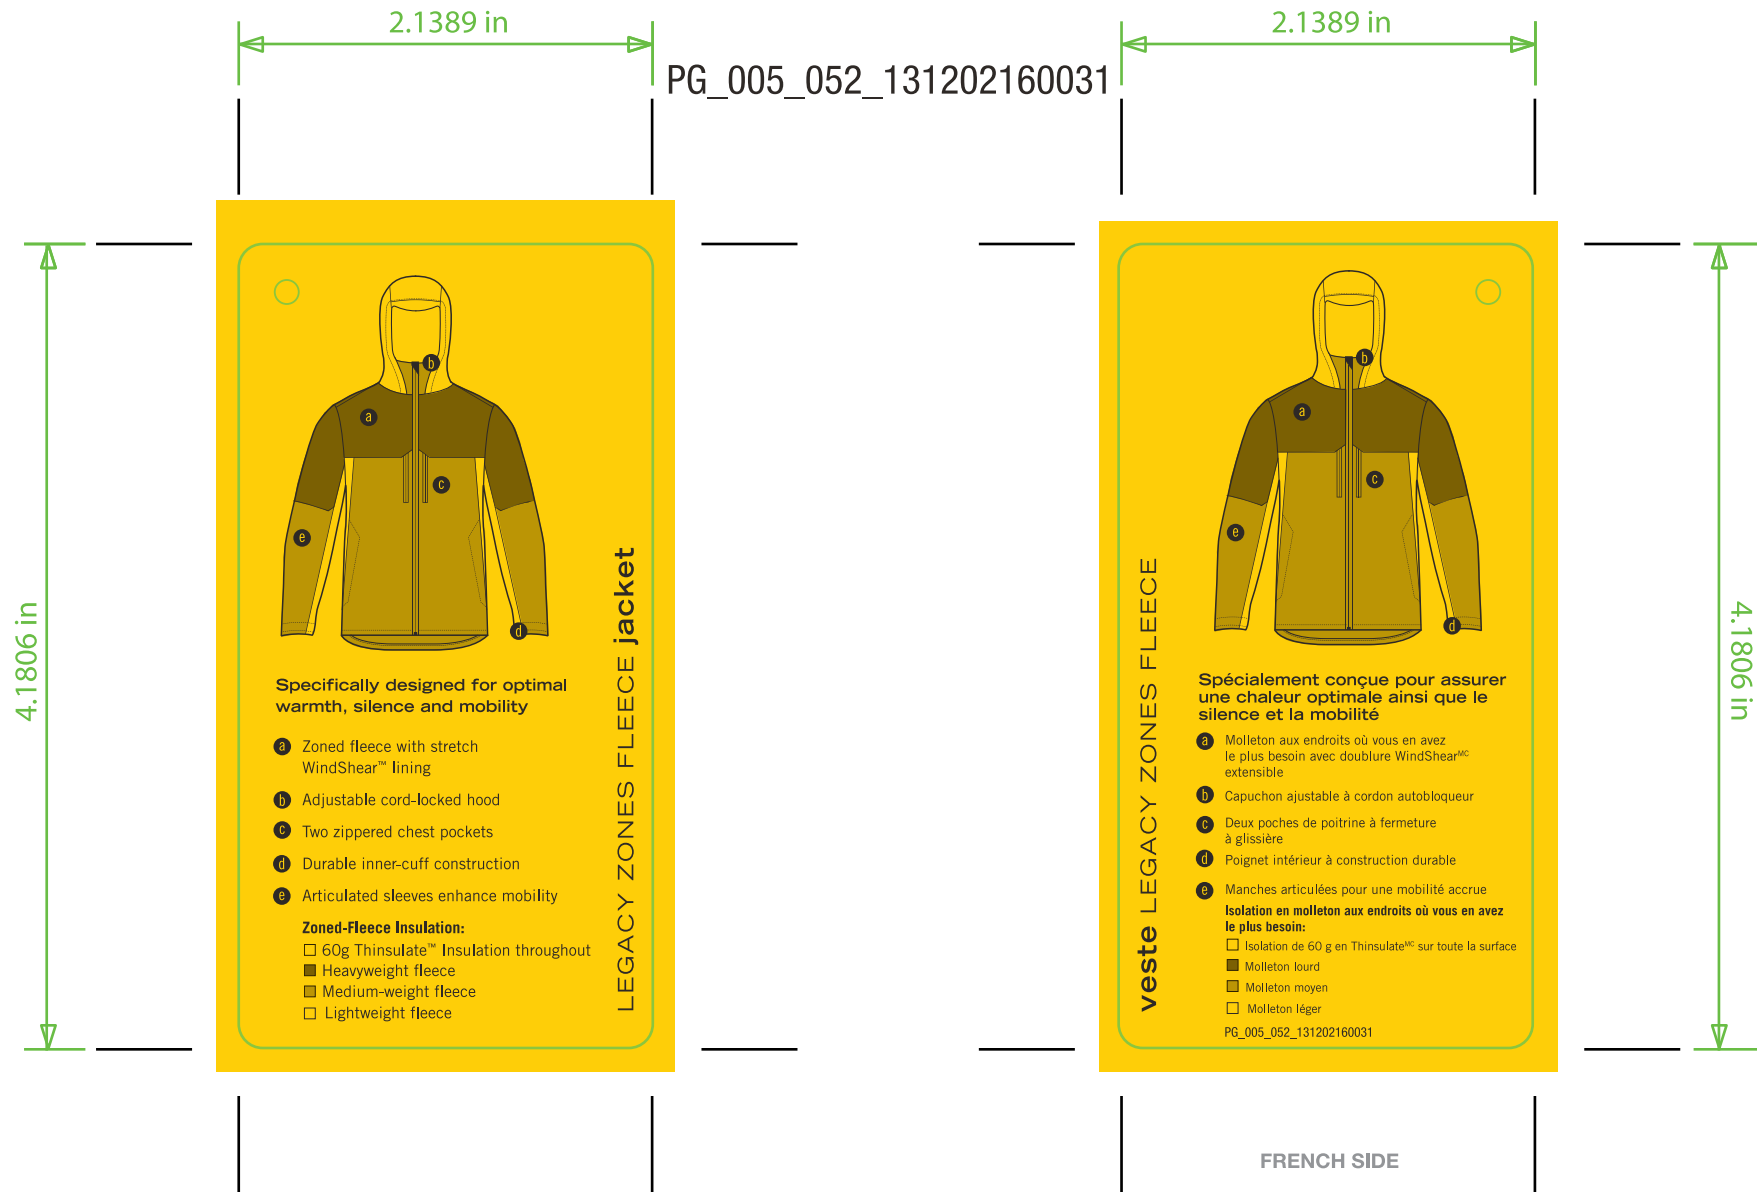 2.1389 in
2.1389 in
PG_005_052_131202160031
4.1806 in
b
a
c
e
d
LEGACY ZONES FLEECE jacket
Specifically designed for optimal
warmth, silence and mobility
a Zoned fleece with stretch
WindShear™ lining
b Adjustable cord-locked hood
c Two zippered chest pockets
d Durable inner-cuff construction
e Articulated sleeves enhance mobility
Zoned-Fleece Insulation:
60g Thinsulate™ Insulation throughout
Heavyweight fleece
Medium-weight fleece
Lightweight fleece
b
a
c
e
d
veste LEGACY ZONES FLEECE
Spécialement conçue pour assurer
une chaleur optimale ainsi que le
silence et la mobilité
a Molleton aux endroits où vous en avez
le plus besoin avec doublure WindShearᴹᶜ
extensible
b Capuchon ajustable à cordon autobloqueur
c Deux poches de poitrine à fermeture
à glissière
d Poignet intérieur à construction durable
e Manches articulées pour une mobilité accrue
Isolation en molleton aux endroits où vous en avez
le plus besoin:
Isolation de 60 g en Thinsulateᴹᶜ sur toute la surface
Molleton lourd
Molleton moyen
Molleton léger
PG_005_052_131202160031
4.1806 in
FRENCH SIDE